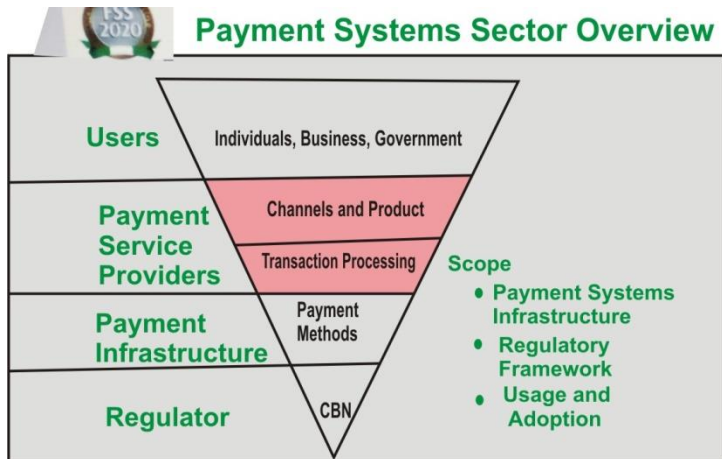 FSS
2020
Payment Systems Sector Overview
Users
Individuals, Business, Government
Payment
Service
Providers
Channels and Product
Transaction Processing
Payment
Infrastructure
Payment
Methods
Regulator
CBN
Scope
• Payment Systems
Infrastructure
• Regulatory
Framework
• Usage and
Adoption